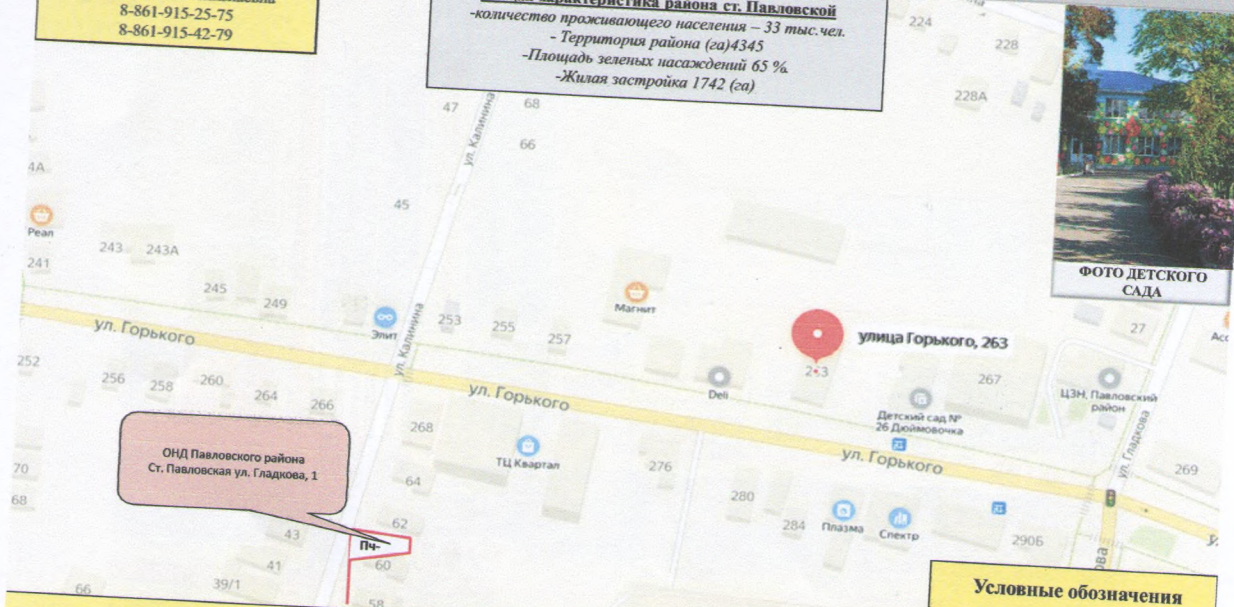 8-861-915-25-75
8-861-915-42-79
характеристика района ст. Павловской
-количество проживающего населения – 33 тыс.чел.
- Территория района (га)4345
-Площадь зеленых насаждений 65 %.
-Жилая застройка 1742 (га)
224
228
228А
47
68
66
ул. Калинина
4А
45
Реал
243
243А
241
245
249
Элит
ул. Калинина
253
255
257
Магнит
улица Горького, 263
ФОТО ДЕТСКОГО
САДА
27
ул. Горького
252
256
258
260
264
266
ул. Горького
Deli
267
Детский сад №
26 Дюймовочка
ЦЗН, Павловский
район
ул. Гладкова
268
ТЦ Квартал
276
ул. Горького
269
ОНД Павловского района
Ст. Павловская ул. Гладкова, 1
70
68
64
62
280
284
Плазма
Спектр
290Б
43
Пч-
41
60
39/1
66
58
Условные обозначения